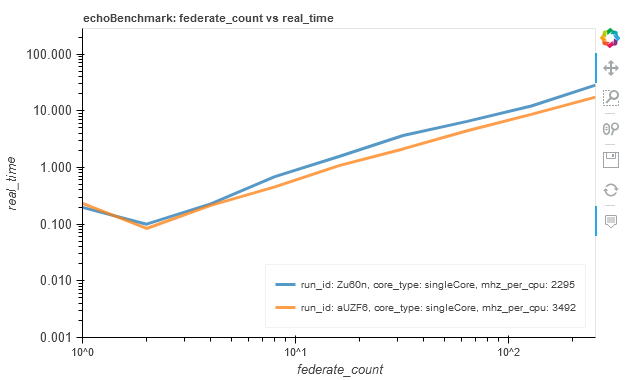 echoBenchmark: federate_count vs real_time
100.000
10.000
1.000
0.100
0.010
0.001
real_time
run_id: Zu60n, core_type: singleCore, mhz_per_cpu: 2295
run_id: aUZF6, core_type: singleCore, mhz_per_cpu: 3492
10^0
10^1
10^2
federate_count